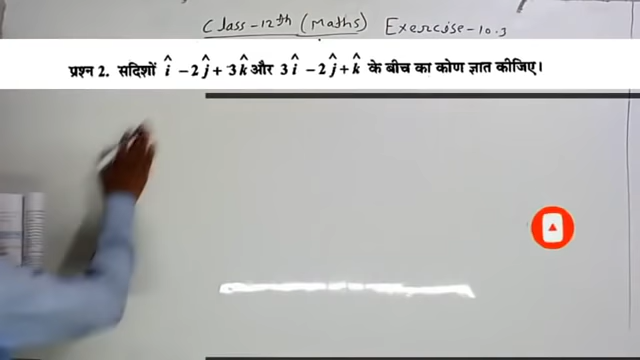 Class-12th (Maths) Exercise-10.3
प्रश्न 2. सदिशों î − 2ĵ + 3k̂ और 3î − 2ĵ + k̂ के बीच का कोण ज्ञात कीजिए।